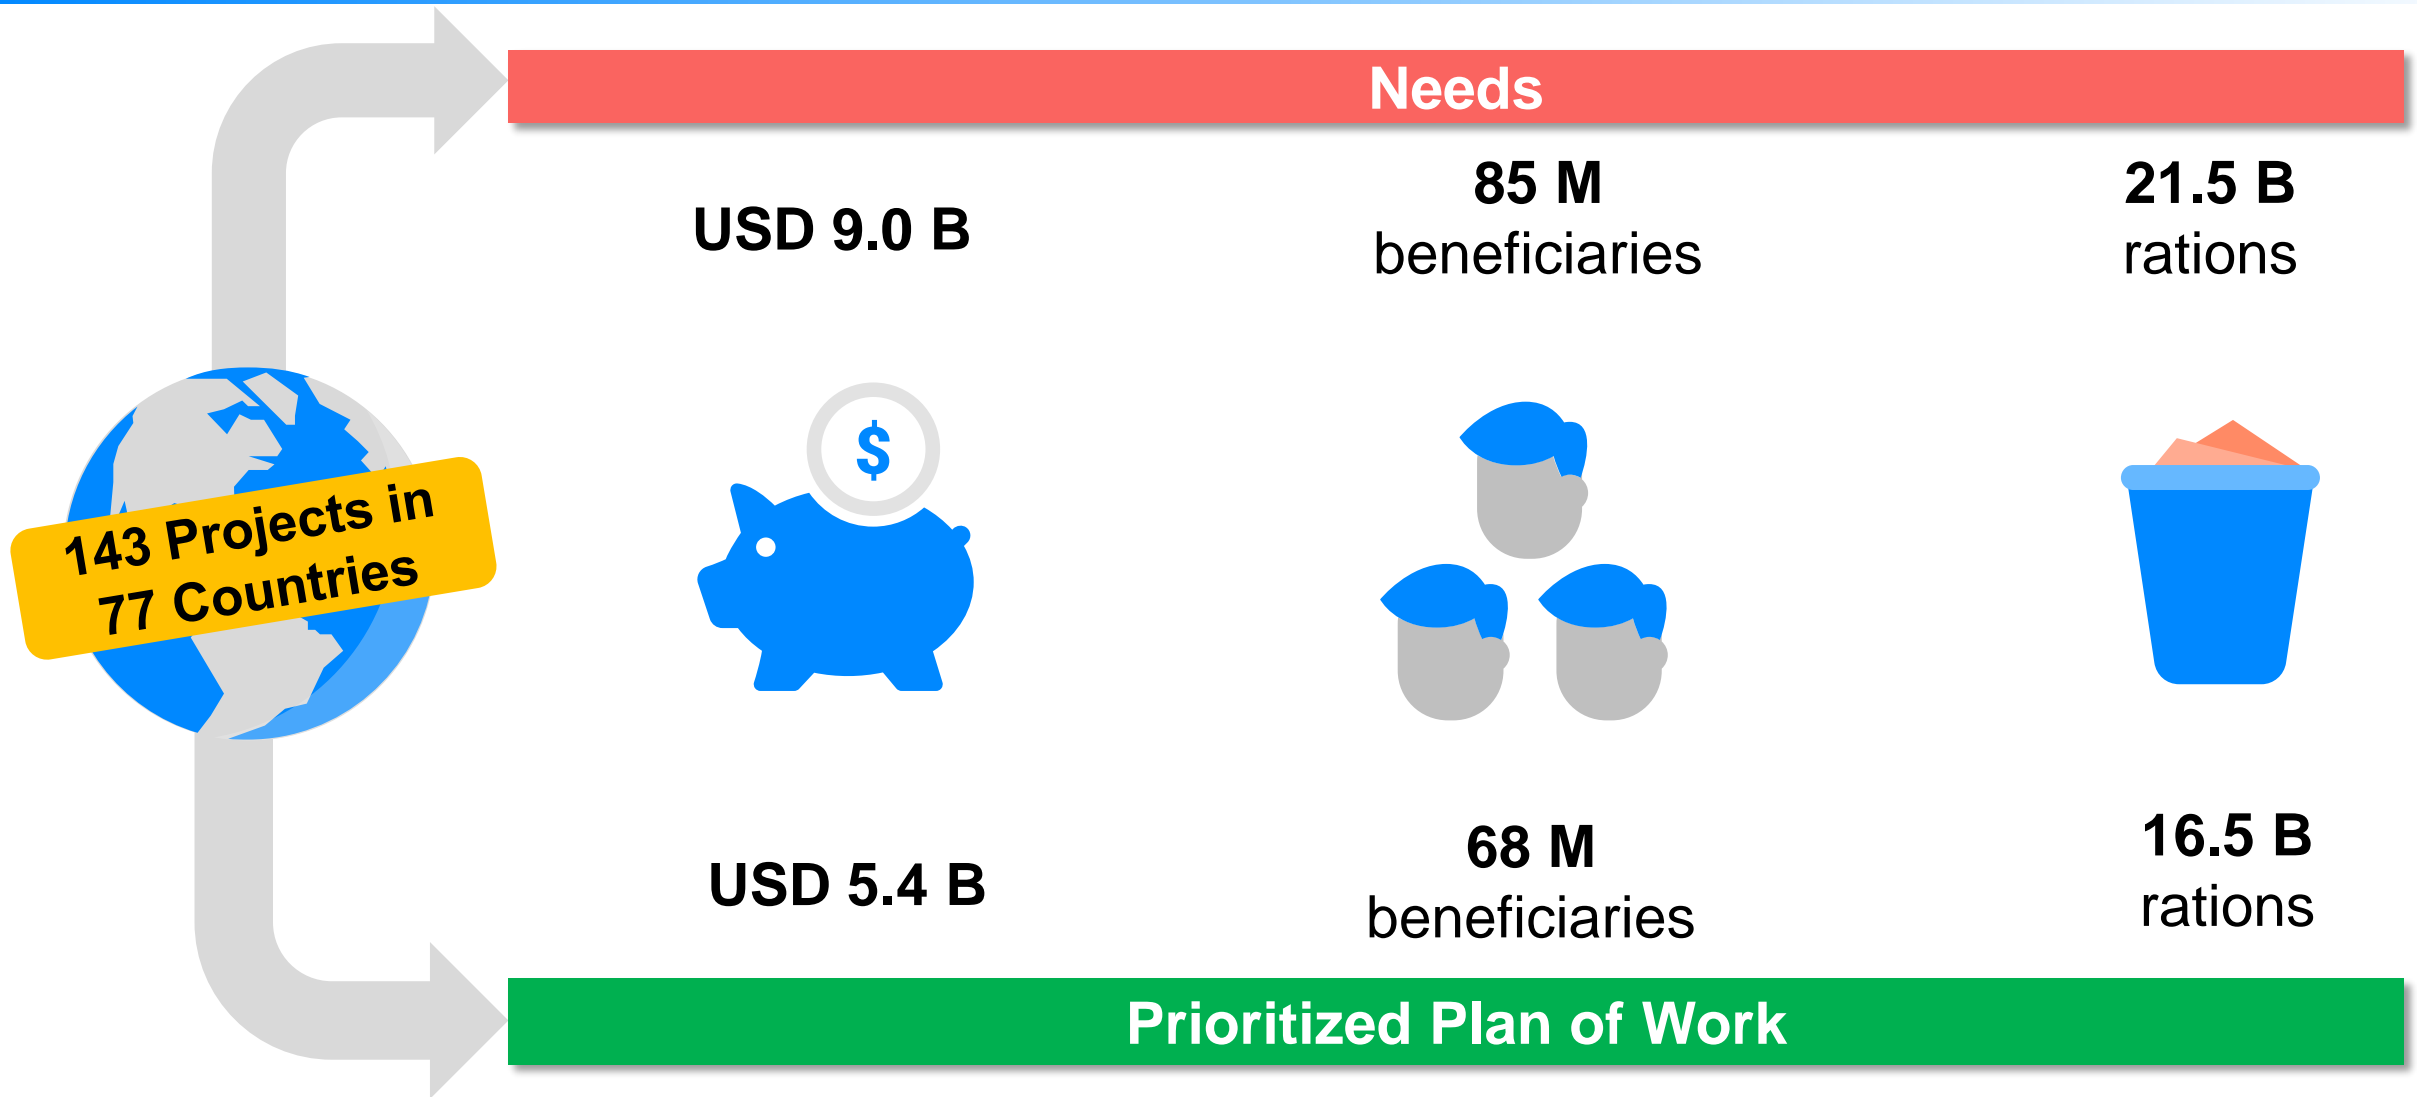 Needs
USD 9.0 B
85 M
beneficiaries
21.5 B
rations
$
143 Projects in
77 Countries
USD 5.4 B
68 M
beneficiaries
16.5 B
rations
Prioritized Plan of Work